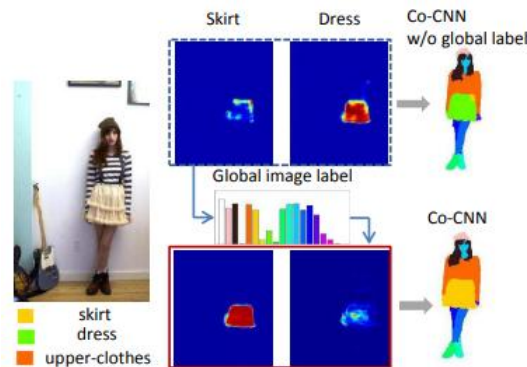 Skirt
Dress
Co-CNN
w/o global label
Global image label
Co-CNN
skirt
dress
upper-clothes